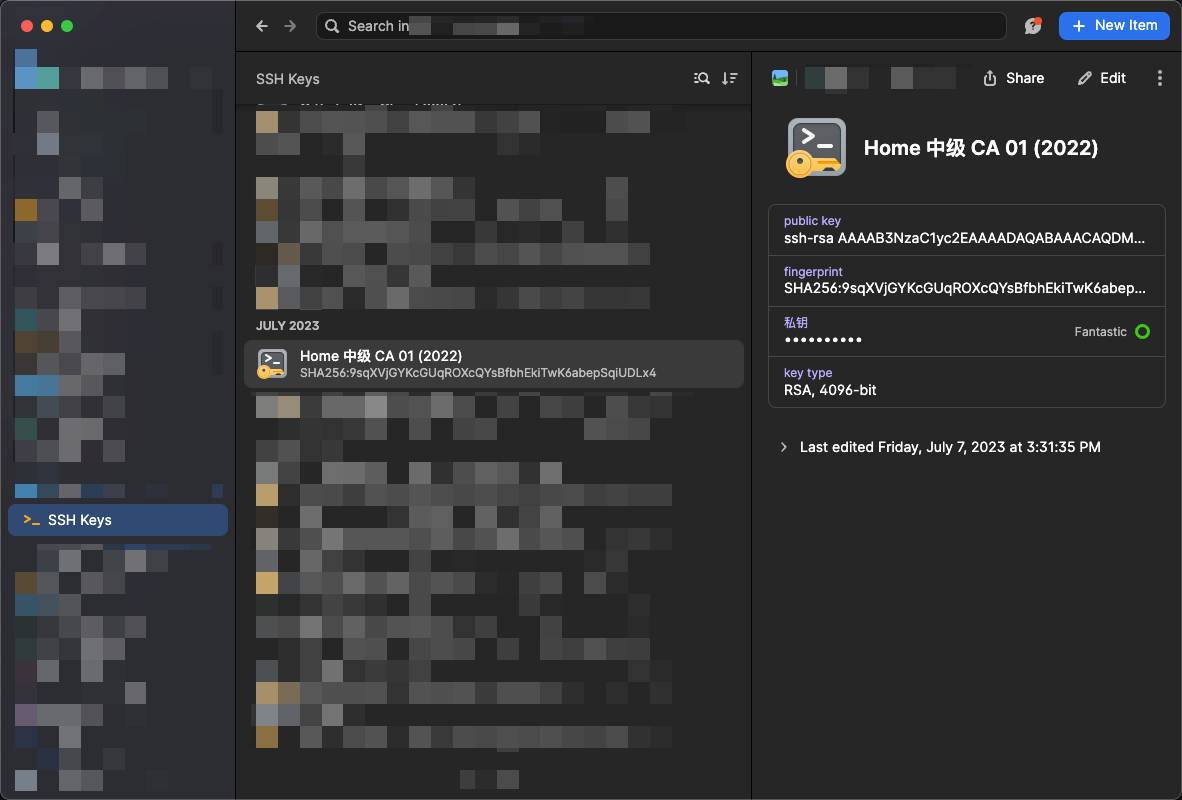 Search in
New Item
SSH Keys
Share
Edit
Home 中级 CA 01 (2022)
public key
ssh-rsa AAAAB3NzaC1yc2EAAAADAQABAAACAQDM...
fingerprint
SHA256:9sqXVjGYKcGUqROXcQYsBfbhEkiTwK6abep...
私钥
••••••••••
Fantastic
key type
RSA, 4096-bit
Last edited Friday, July 7, 2023 at 3:31:35 PM
JULY 2023
Home 中级 CA 01 (2022)
SHA256:9sqXVjGYKcGUqROXcQYsBfbhEkiTwK6abepSqiUDLx4
SSH Keys